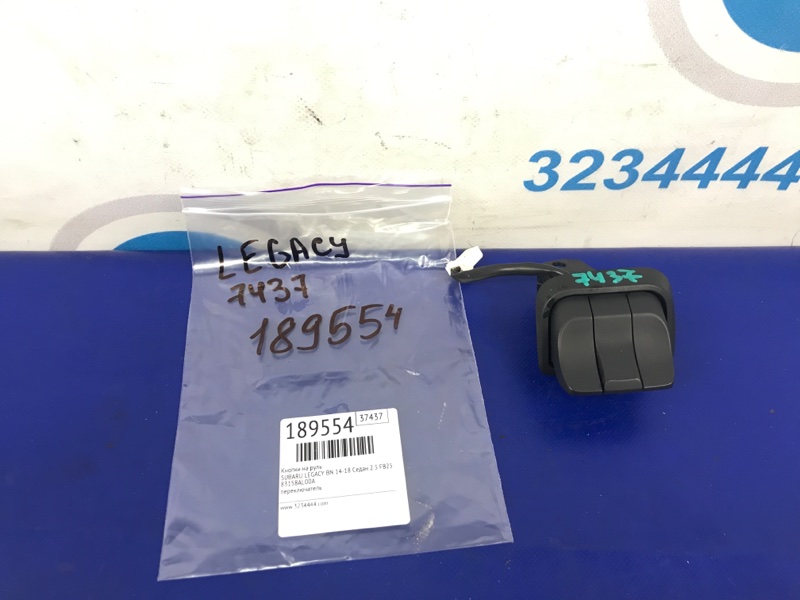 3234444
LEGACY
7437
189554
7437
189554
37437
Кнопки на руль
SUBARU LEGACY BN 14-18 Седан 2.5 FB25
83158AL00A
переключатель
www.3234444.com